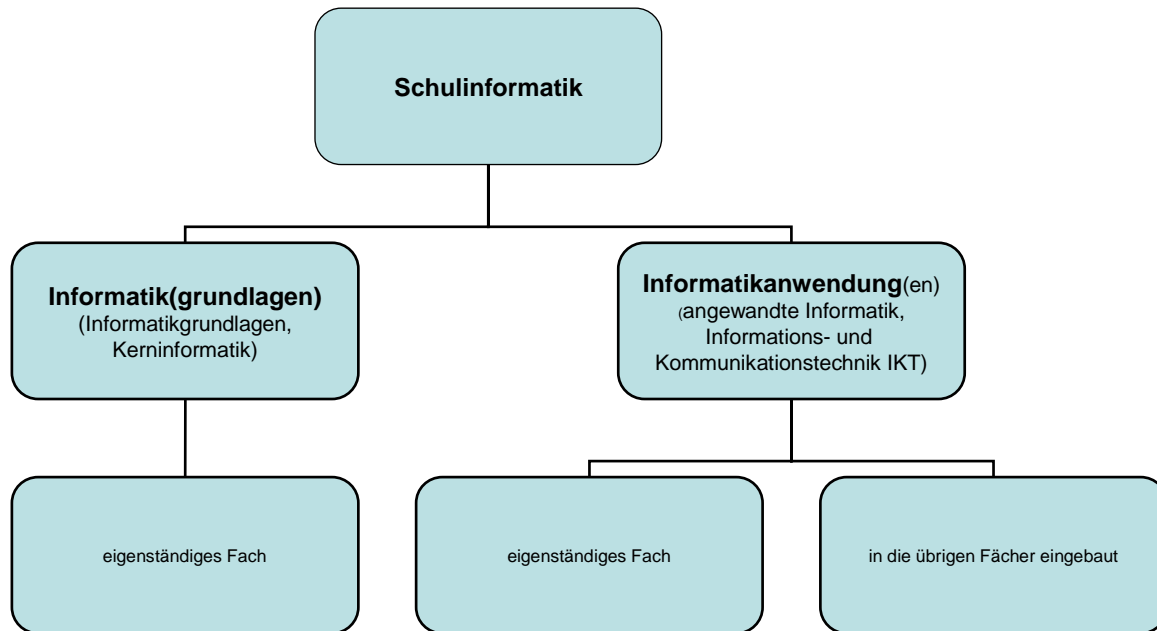 Schulinformatik
Informatik(grundlagen)
(Informatikgrundlagen,
Kerninformatik)
Informatikanwendung(en)
(angewandte Informatik,
Informations- und
Kommunikationstechnik IKT)
eigenständiges Fach
eigenständiges Fach
in die übrigen Fächer eingebaut